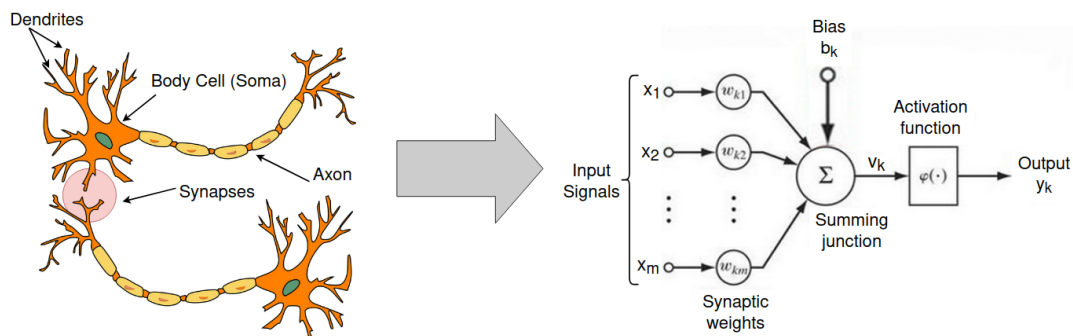 Dendrites
Body Cell (Soma)
Axon
Synapses
Bias
bk
Input
Signals
x1
wk1
x2
wk2
xm
wkm
Synaptic
weights
Σ
Summing
junction
vk
Activation
function
φ(·)
Output
yk